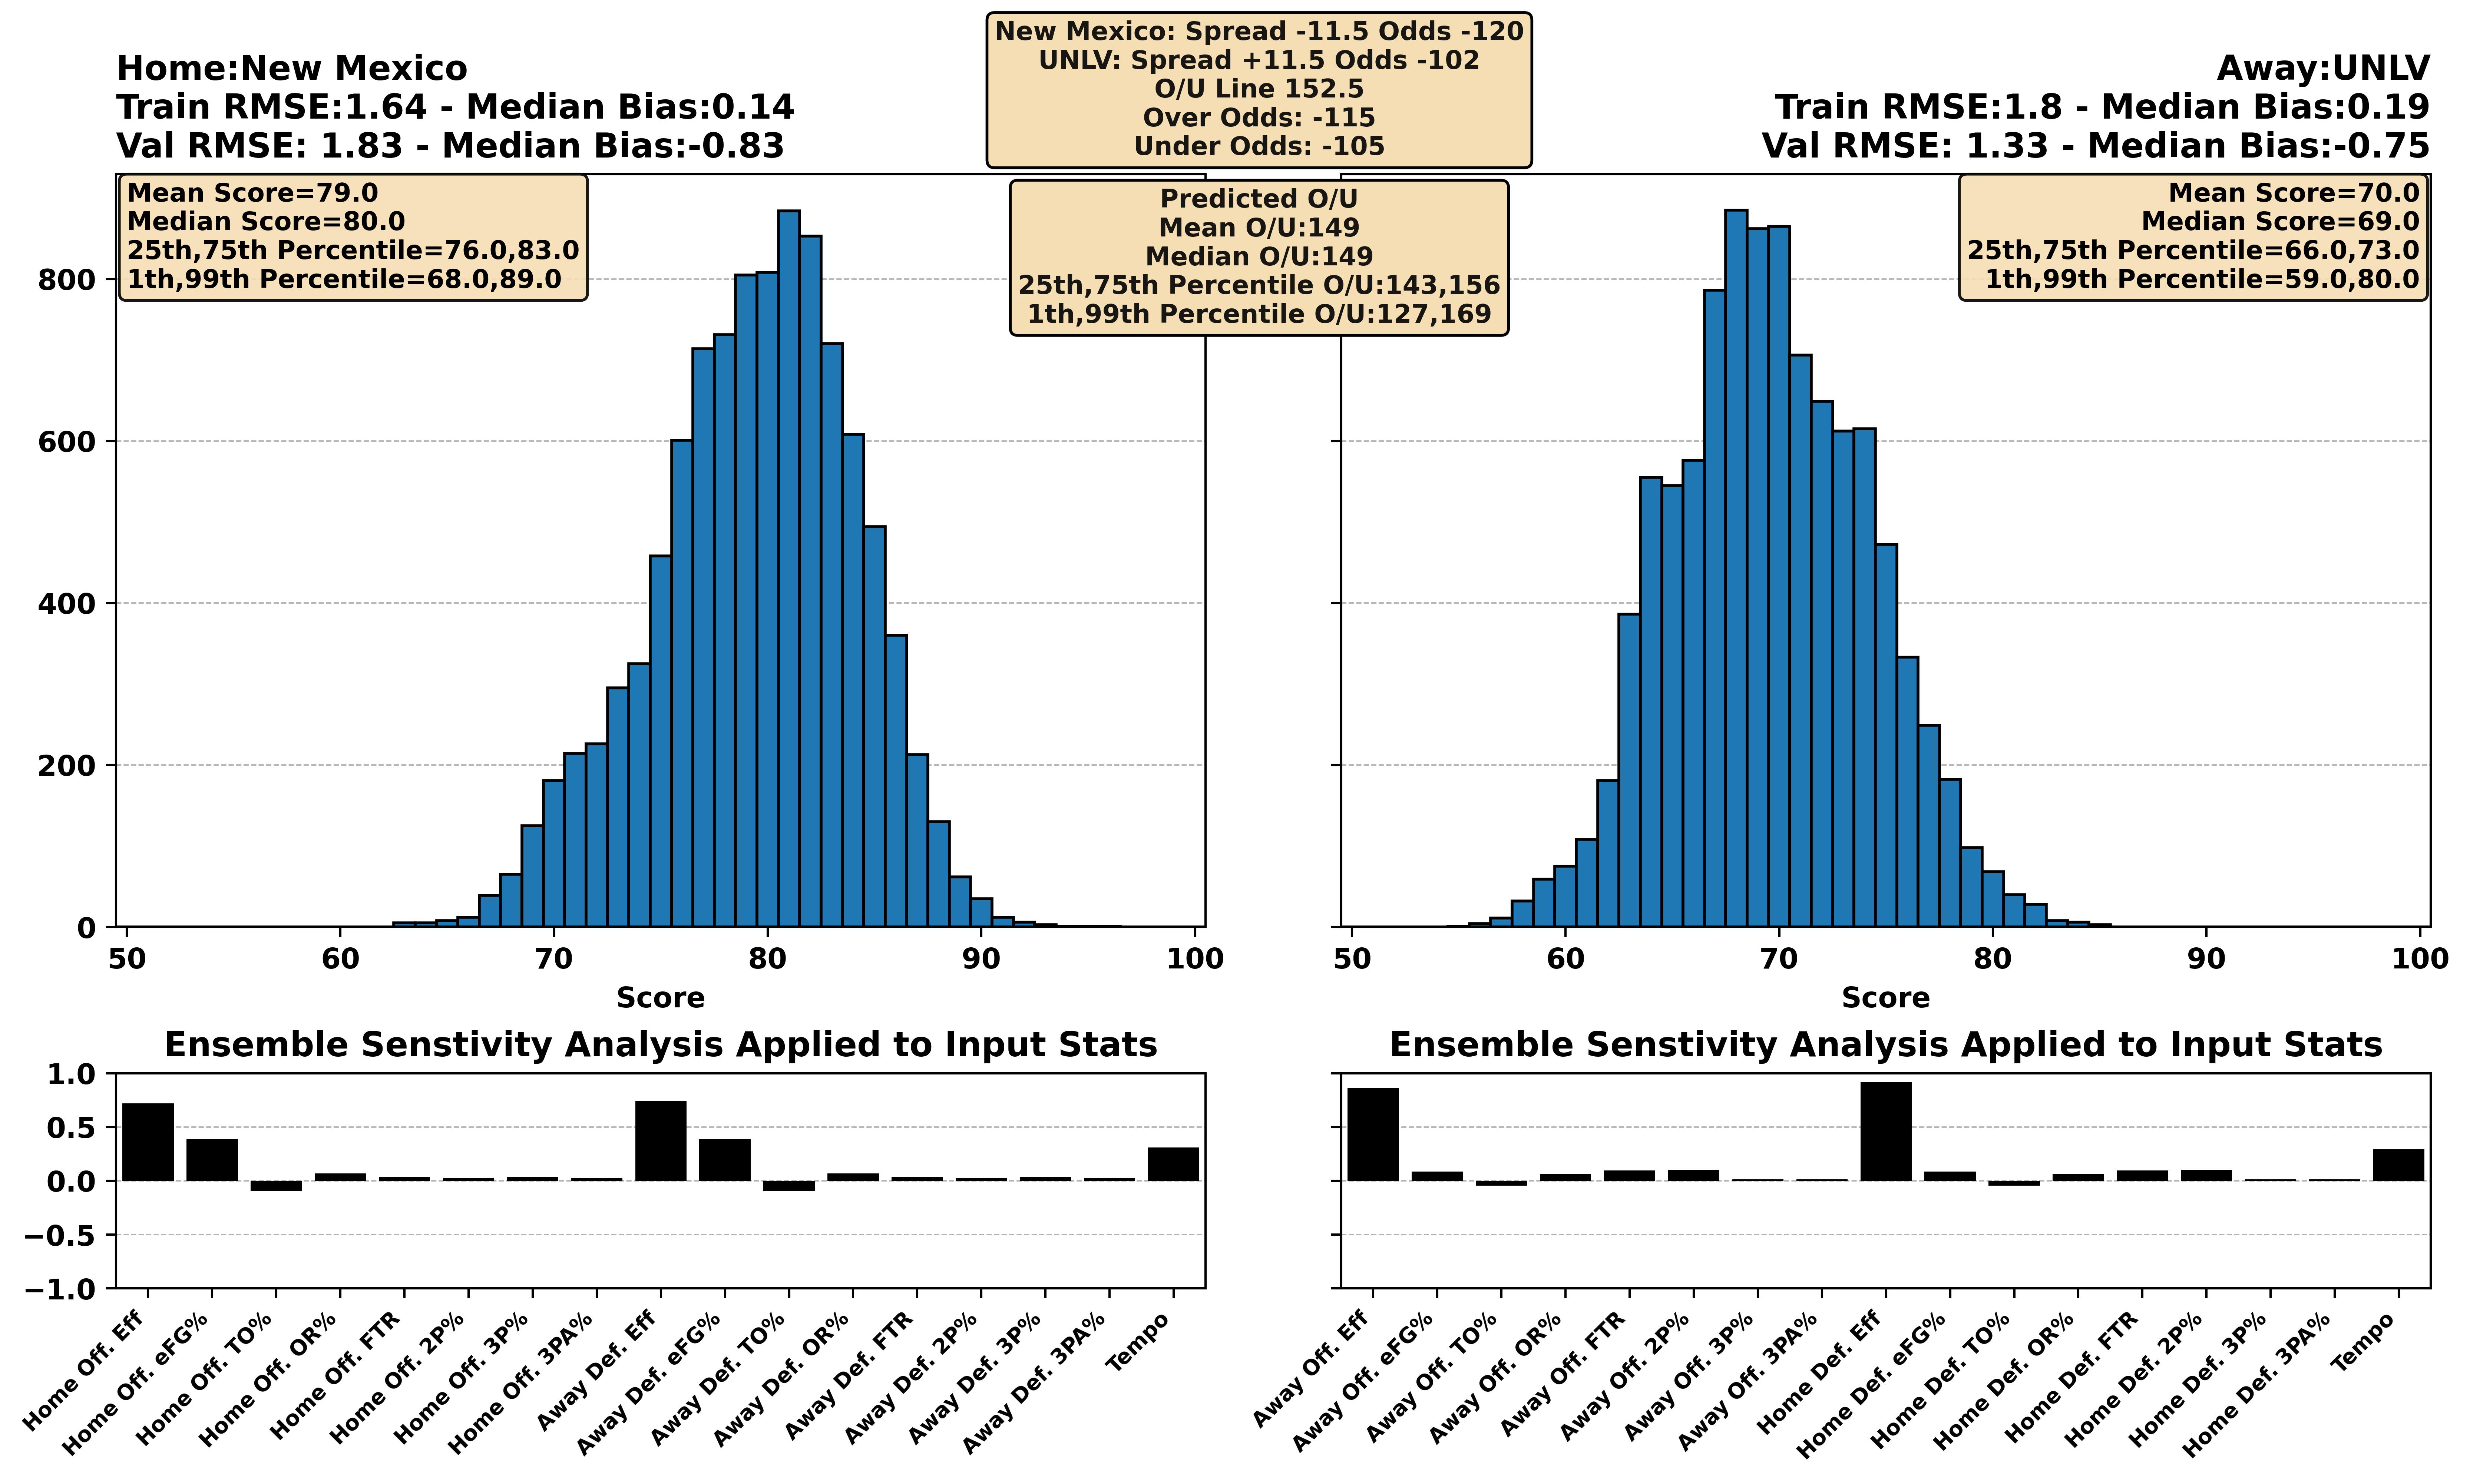 New Mexico: Spread -11.5 Odds -120
UNLV: Spread +11.5 Odds -102
O/U Line 152.5
Over Odds: -115
Under Odds: -105
Home:New Mexico
Train RMSE:1.64 - Median Bias:0.14
Val RMSE: 1.83 - Median Bias:-0.83
Away:UNLV
Train RMSE:1.8 - Median Bias:0.19
Val RMSE: 1.33 - Median Bias:-0.75
Mean Score=79.0
Median Score=80.0
25th,75th Percentile=76.0,83.0
1th,99th Percentile=68.0,89.0
Predicted O/U
Mean O/U:149
Median O/U:149
25th,75th Percentile O/U:143,156
1th,99th Percentile O/U:127,169
Mean Score=70.0
Median Score=69.0
25th,75th Percentile=66.0,73.0
1th,99th Percentile=59.0,80.0
800
600
400
200
0
50 60 70 80 90 100
Score
50 60 70 80 90 100
Score
Ensemble Senstivity Analysis Applied to Input Stats
1.0
0.5
0.0
−0.5
−1.0
Home Off. Eff
Home Off. eFG%
Home Off. TO%
Home Off. OR%
Home Off. FTR
Home Off. 2P%
Home Off. 3P%
Home Off. 3PA%
Away Def. Eff
Away Def. eFG%
Away Def. TO%
Away Def. OR%
Away Def. FTR
Away Def. 2P%
Away Def. 3P%
Away Def. 3PA%
Tempo
Ensemble Senstivity Analysis Applied to Input Stats
Away Off. Eff
Away Off. eFG%
Away Off. TO%
Away Off. OR%
Away Off. FTR
Away Off. 2P%
Away Off. 3P%
Away Off. 3PA%
Home Def. Eff
Home Def. eFG%
Home Def. TO%
Home Def. OR%
Home Def. FTR
Home Def. 2P%
Home Def. 3P%
Home Def. 3PA%
Tempo